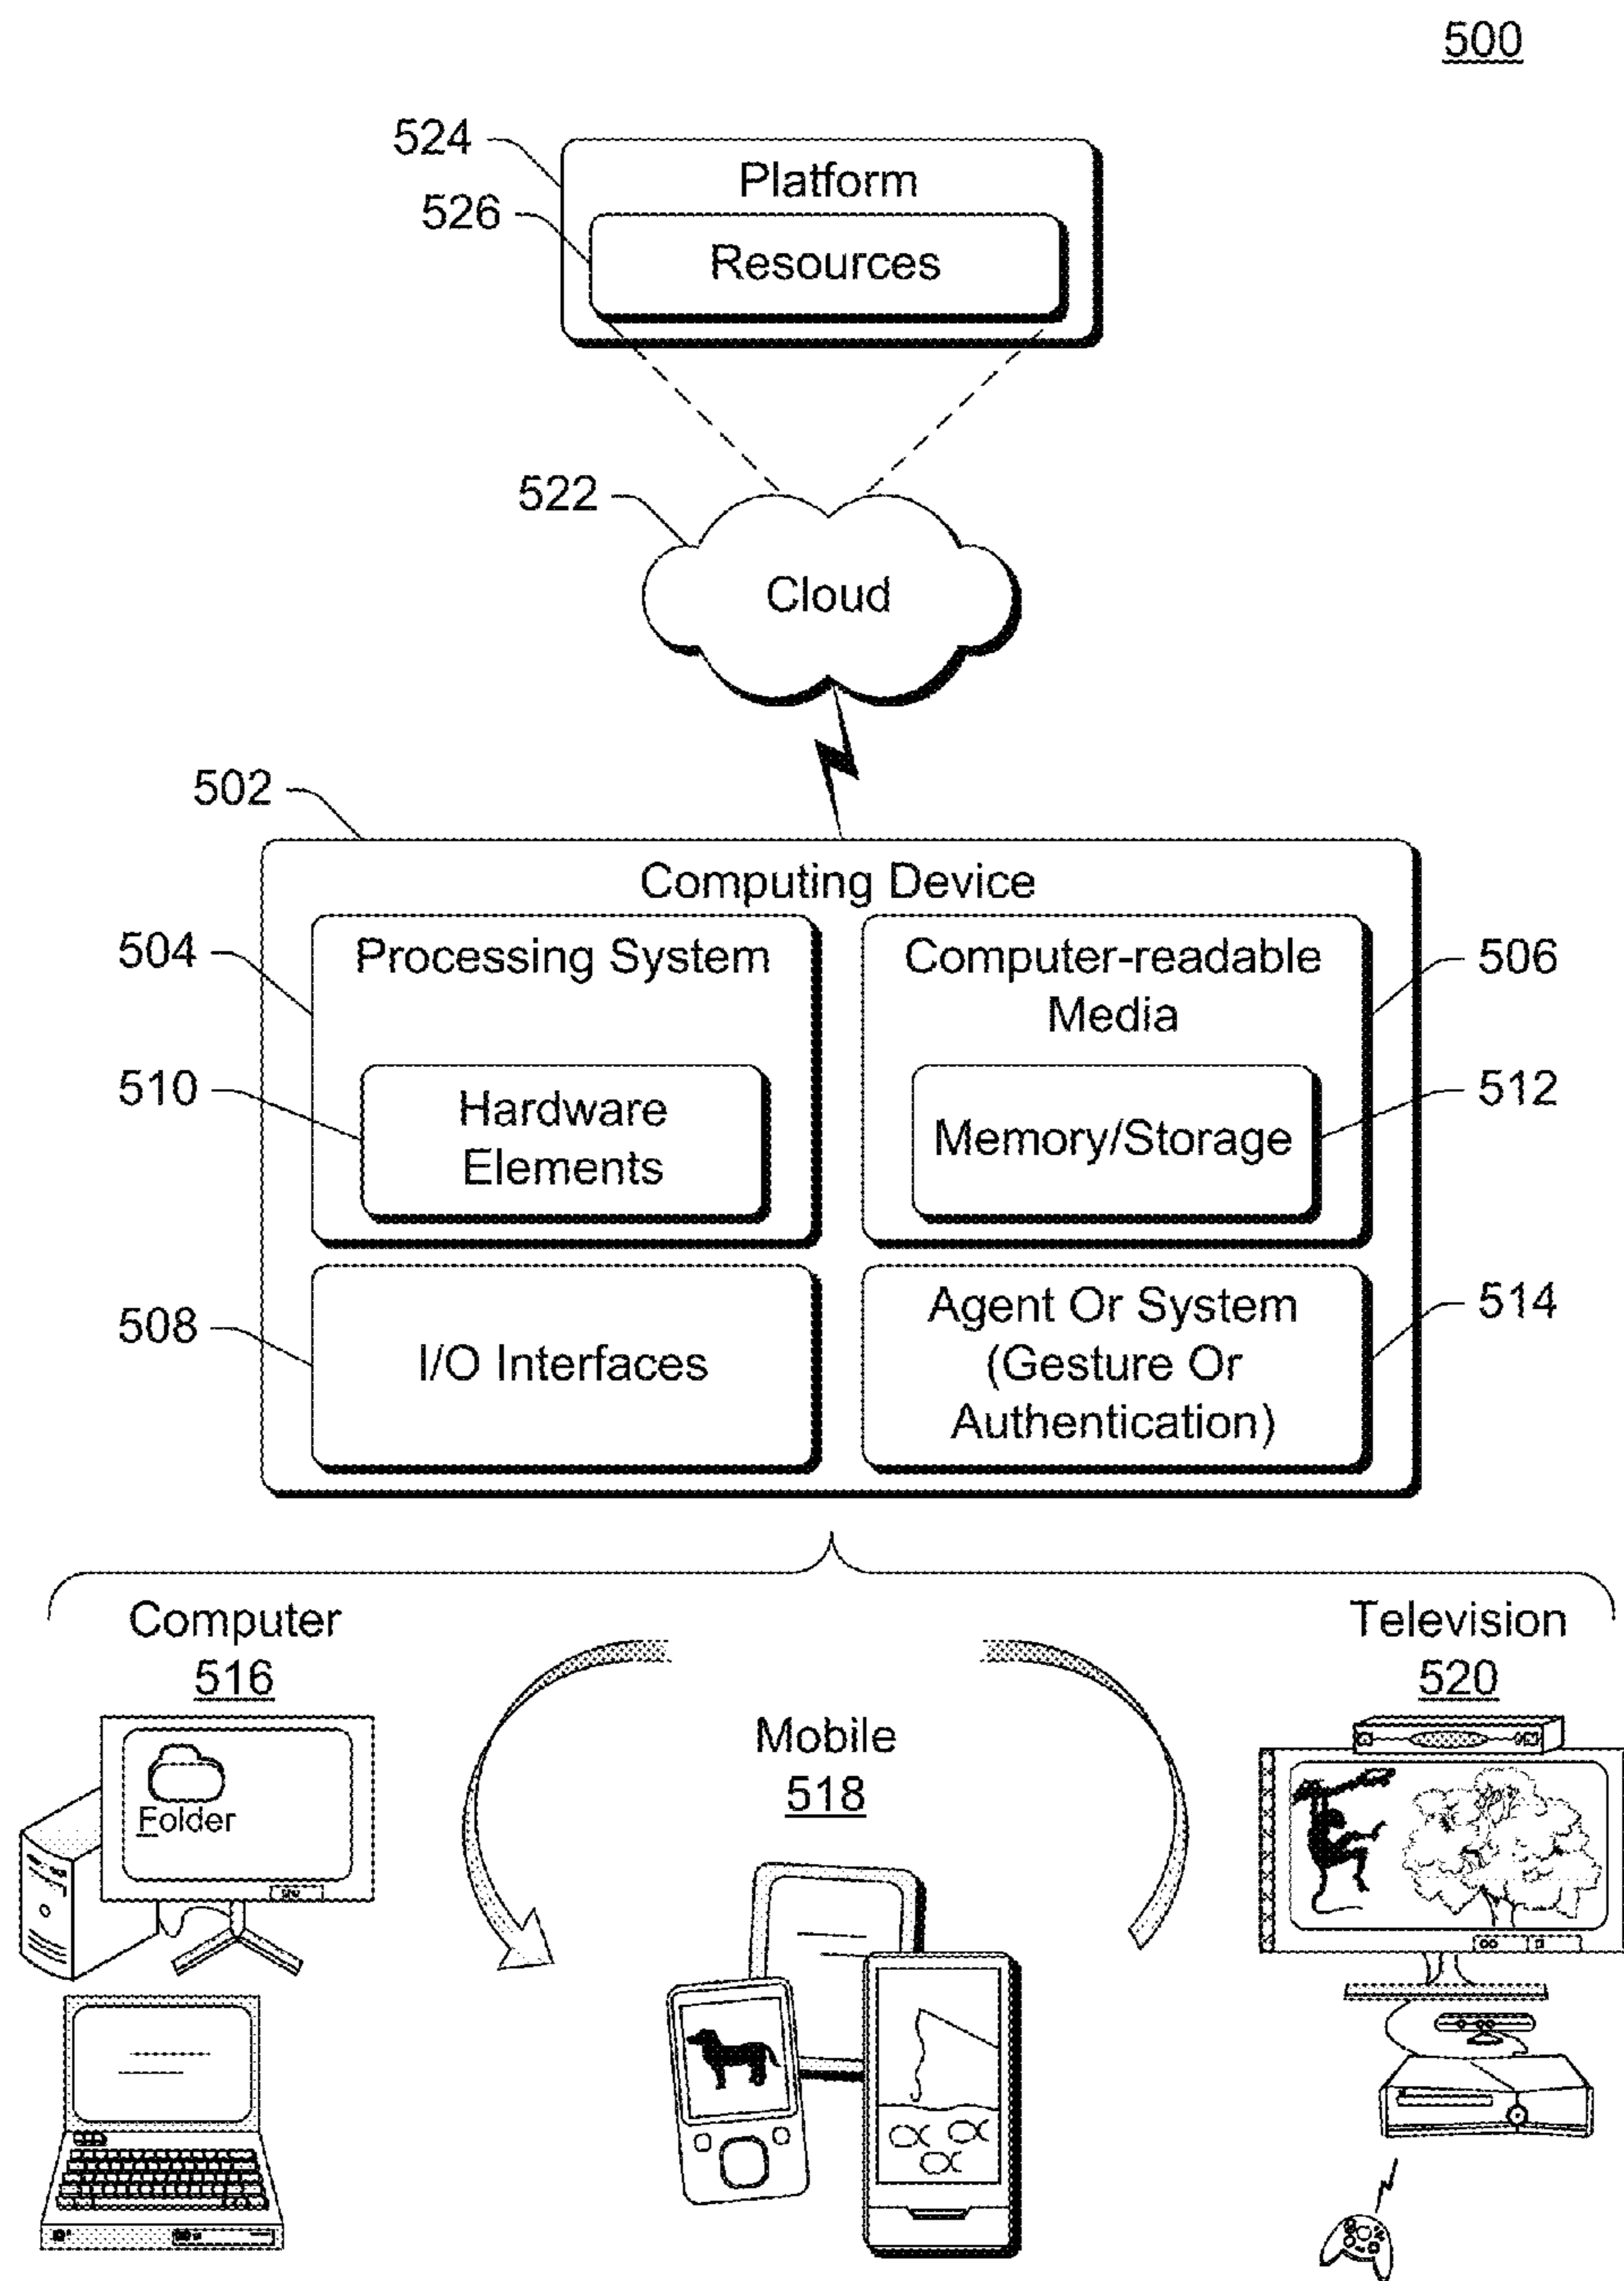 500
524
Platform
526
Resources
522
Cloud
502
Computing Device
504
Processing System
Computer-readable
Media
506
510
Hardware
Elements
Memory/Storage
512
508
I/O Interfaces
Agent Or System
(Gesture Or
Authentication)
514
Computer
516
Folder
Mobile
518
Television
520